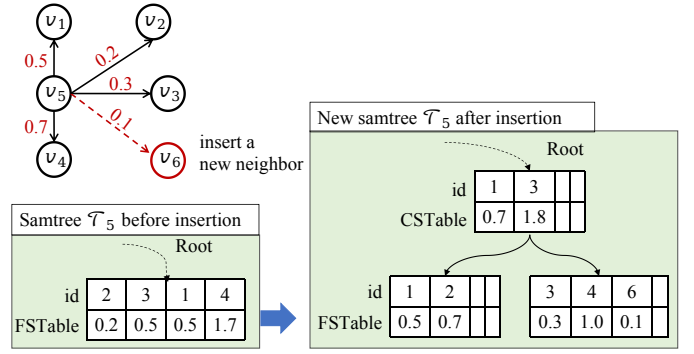 v₁
v₂
0.5
0.2
v₅
0.3
v₃
0.7
0.1
v₄
v₆
insert a
new neighbor
Samtree 𝒯₅ before insertion
Root
id 2 3 1 4
FSTable 0.2 0.5 0.5 1.7
New samtree 𝒯₅ after insertion
Root
id 1 3
CSTable 0.7 1.8
id 1 2 3 4 6
FSTable 0.5 0.7 0.3 1.0 0.1